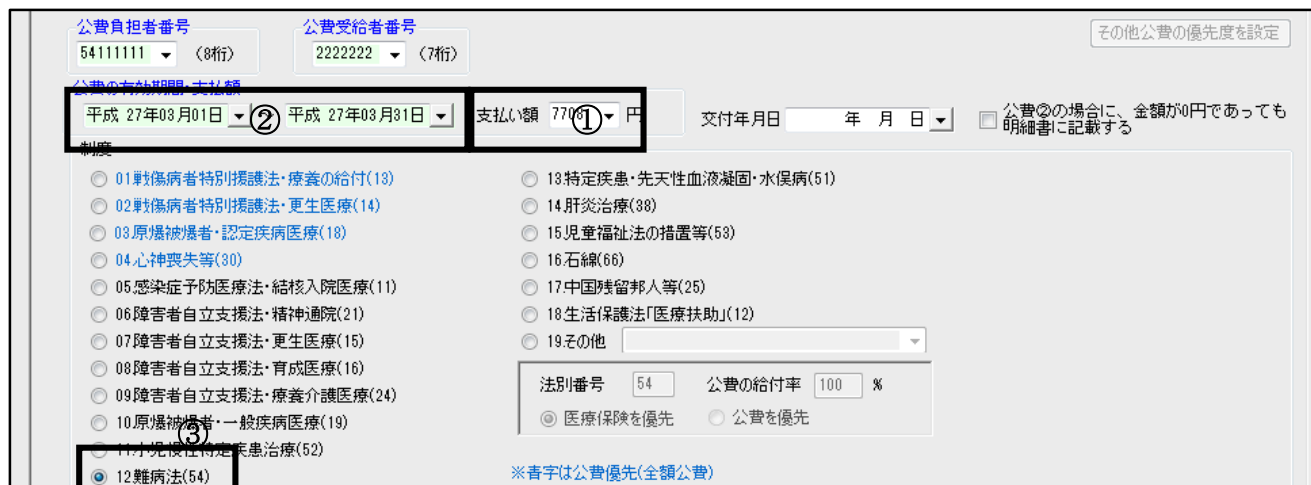 公費負担者番号 公費受給者番号 その他公費の優先度を設定
54111111 (8桁) 2222222 (7桁)
公費の有効期間・支払額
平成 27年03月01日 ② 平成 27年03月31日 支払い額 7708 ① 円 交付年月日 年 月 日 公費②の場合に、金額が0円であっても
明細書に記載する
制度
01戦傷病者特別援護法・療養の給付(13) 13特定疾患・先天性血液凝固・水俣病(51)
02戦傷病者特別援護法・更生医療(14) 14.肝炎治療(38)
03.原爆被爆者・認定疾病医療(18) 15.児童福祉法の措置等(53)
04.心神喪失等(30) 16.石綿(66)
05.感染症予防医療法・結核入院医療(11) 17.中国残留邦人等(25)
06障害者自立支援法・精神通院(21) 18生活保護法「医療扶助」(12)
07障害者自立支援法・更生医療(15) 19.その他
08障害者自立支援法・育成医療(16) 法別番号 54 公費の給付率 100 %
09障害者自立支援法・療養介護医療(24) 医療保険を優先 公費を優先
10.原爆被爆者・一般疾病医療(19)
③
11.小児慢性特定疾患治療(52)
12難病法(54) ※青字は公費優先(全額公費)